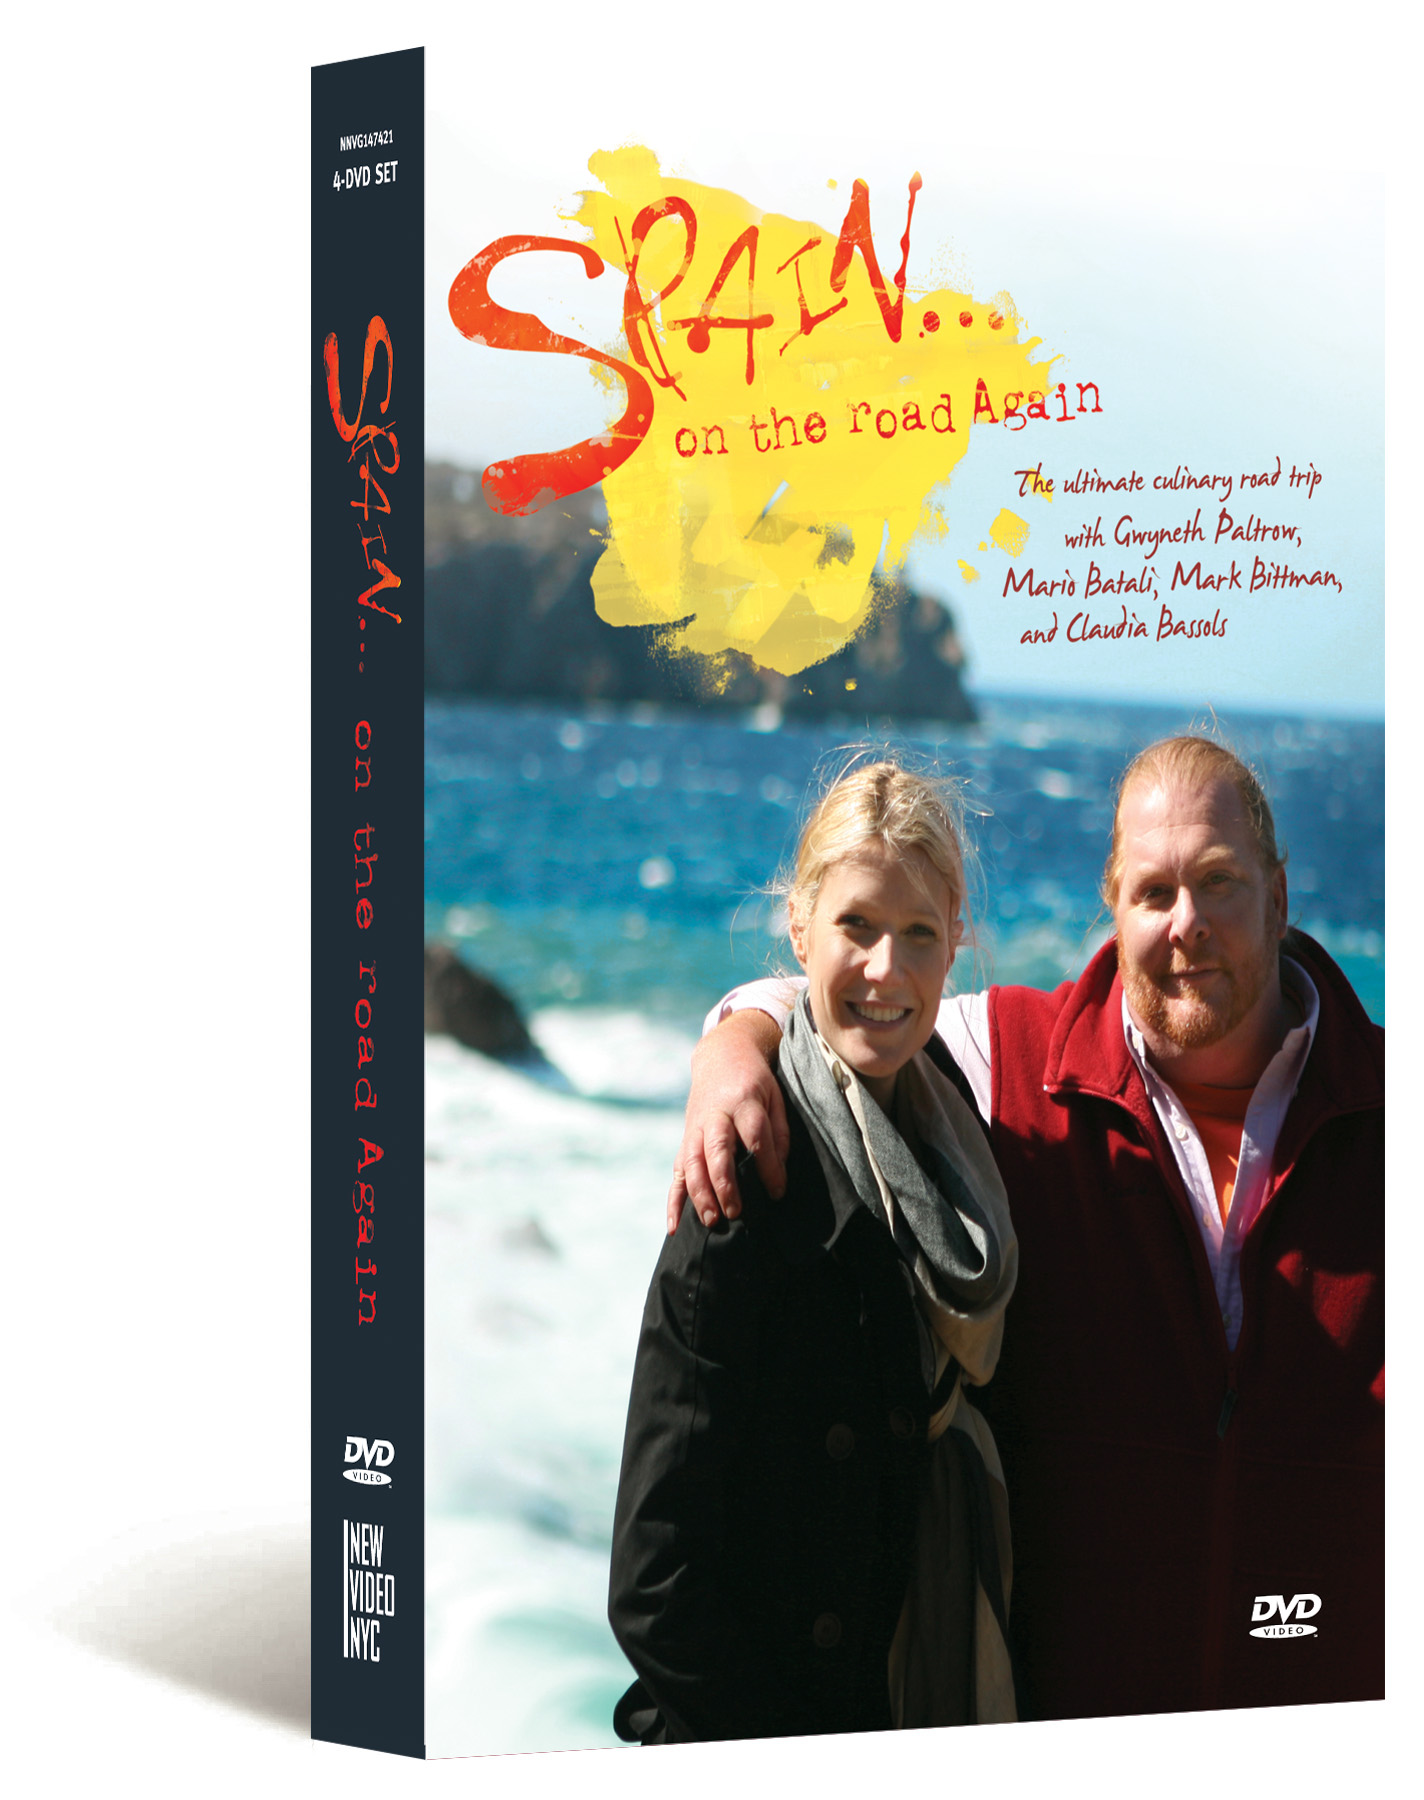 NNVG147421
4-DVD SET
SPAIN... on the road Again
DVD
VIDEO
NEW
VIDEO
NYC
SPAIN...
on the road Again
The ultimate culinary road trip
with Gwyneth Paltrow,
Mario Batali, Mark Bittman,
and Claudia Bassols
DVD
VIDEO